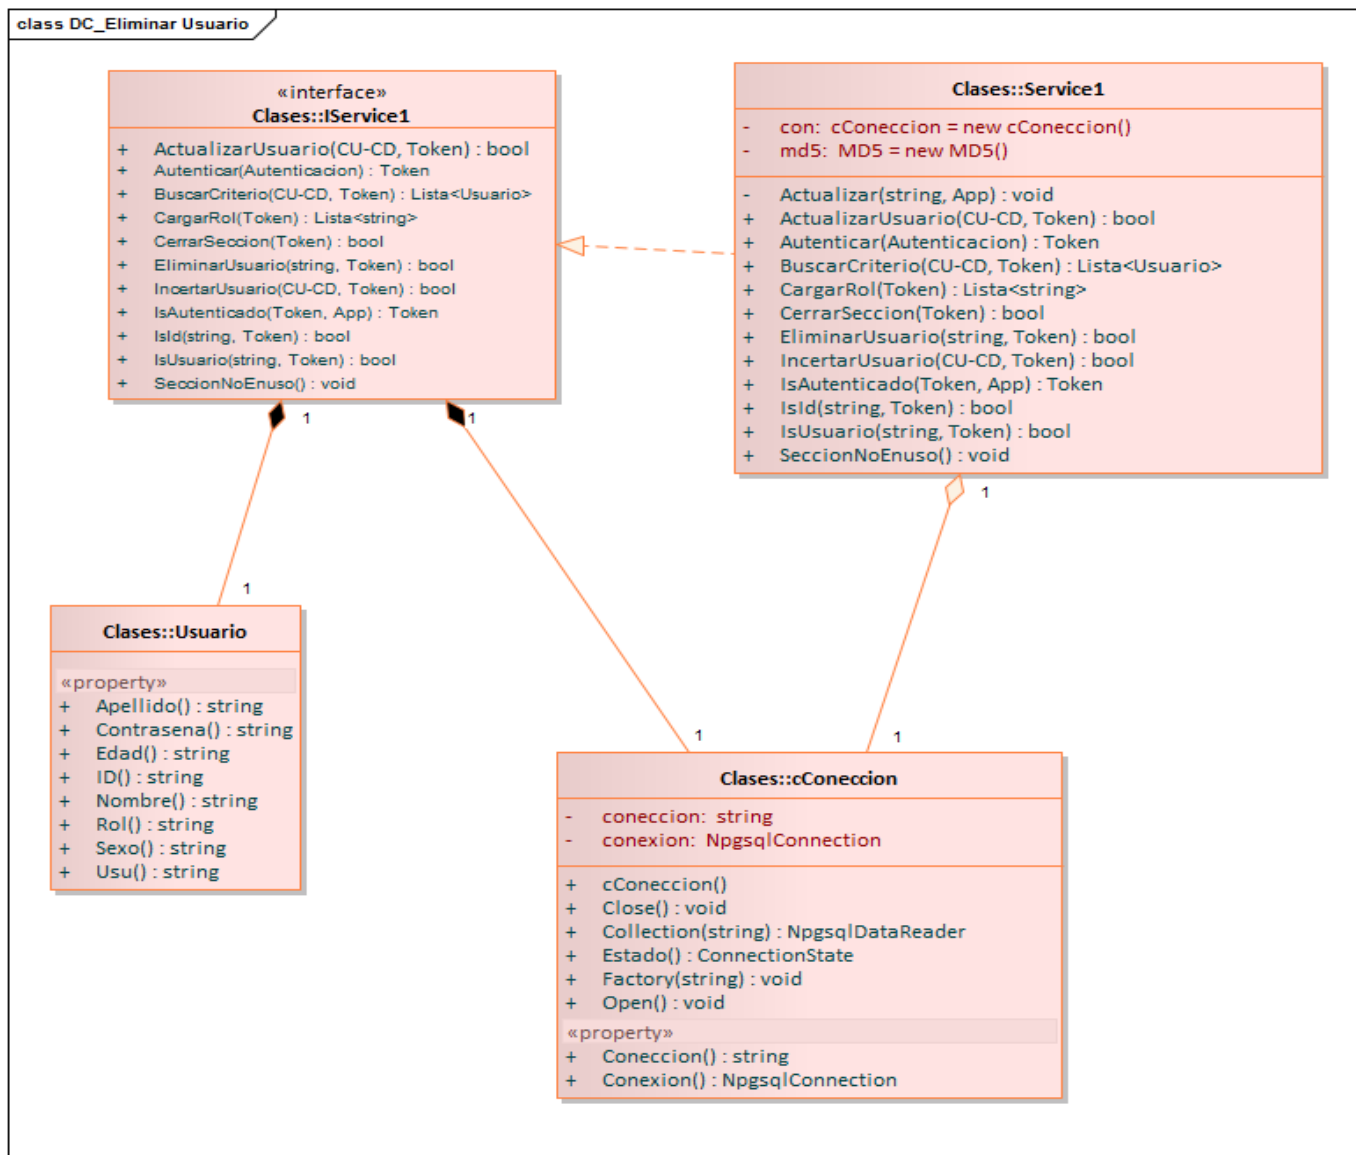 class DC_Eliminar Usuario
«interface»
Clases::IService1
+ ActualizarUsuario(CU-CD, Token) : bool
+ Autenticar(Autenticacion) : Token
+ BuscarCriterio(CU-CD, Token) : Lista<Usuario>
+ CargarRol(Token) : Lista<string>
+ CerrarSeccion(Token) : bool
+ EliminarUsuario(string, Token) : bool
+ IncertarUsuario(CU-CD, Token) : bool
+ IsAutenticado(Token, App) : Token
+ IsId(string, Token) : bool
+ IsUsuario(string, Token) : bool
+ SeccionNoEnuso() : void
Clases::Service1
- con: cConeccion = new cConeccion()
- md5: MD5 = new MD5()
- Actualizar(string, App) : void
+ ActualizarUsuario(CU-CD, Token) : bool
+ Autenticar(Autenticacion) : Token
+ BuscarCriterio(CU-CD, Token) : Lista<Usuario>
+ CargarRol(Token) : Lista<string>
+ CerrarSeccion(Token) : bool
+ EliminarUsuario(string, Token) : bool
+ IncertarUsuario(CU-CD, Token) : bool
+ IsAutenticado(Token, App) : Token
+ IsId(string, Token) : bool
+ IsUsuario(string, Token) : bool
+ SeccionNoEnuso() : void
1
1
1
1
Clases::Usuario
«property»
+ Apellido() : string
+ Contrasena() : string
+ Edad() : string
+ ID() : string
+ Nombre() : string
+ Rol() : string
+ Sexo() : string
+ Usu() : string
1
1
Clases::cConeccion
- coneccion: string
- conexion: NpgsqlConnection
+ cConeccion()
+ Close() : void
+ Collection(string) : NpgsqlDataReader
+ Estado() : ConnectionState
+ Factory(string) : void
+ Open() : void
«property»
+ Coneccion() : string
+ Conexion() : NpgsqlConnection